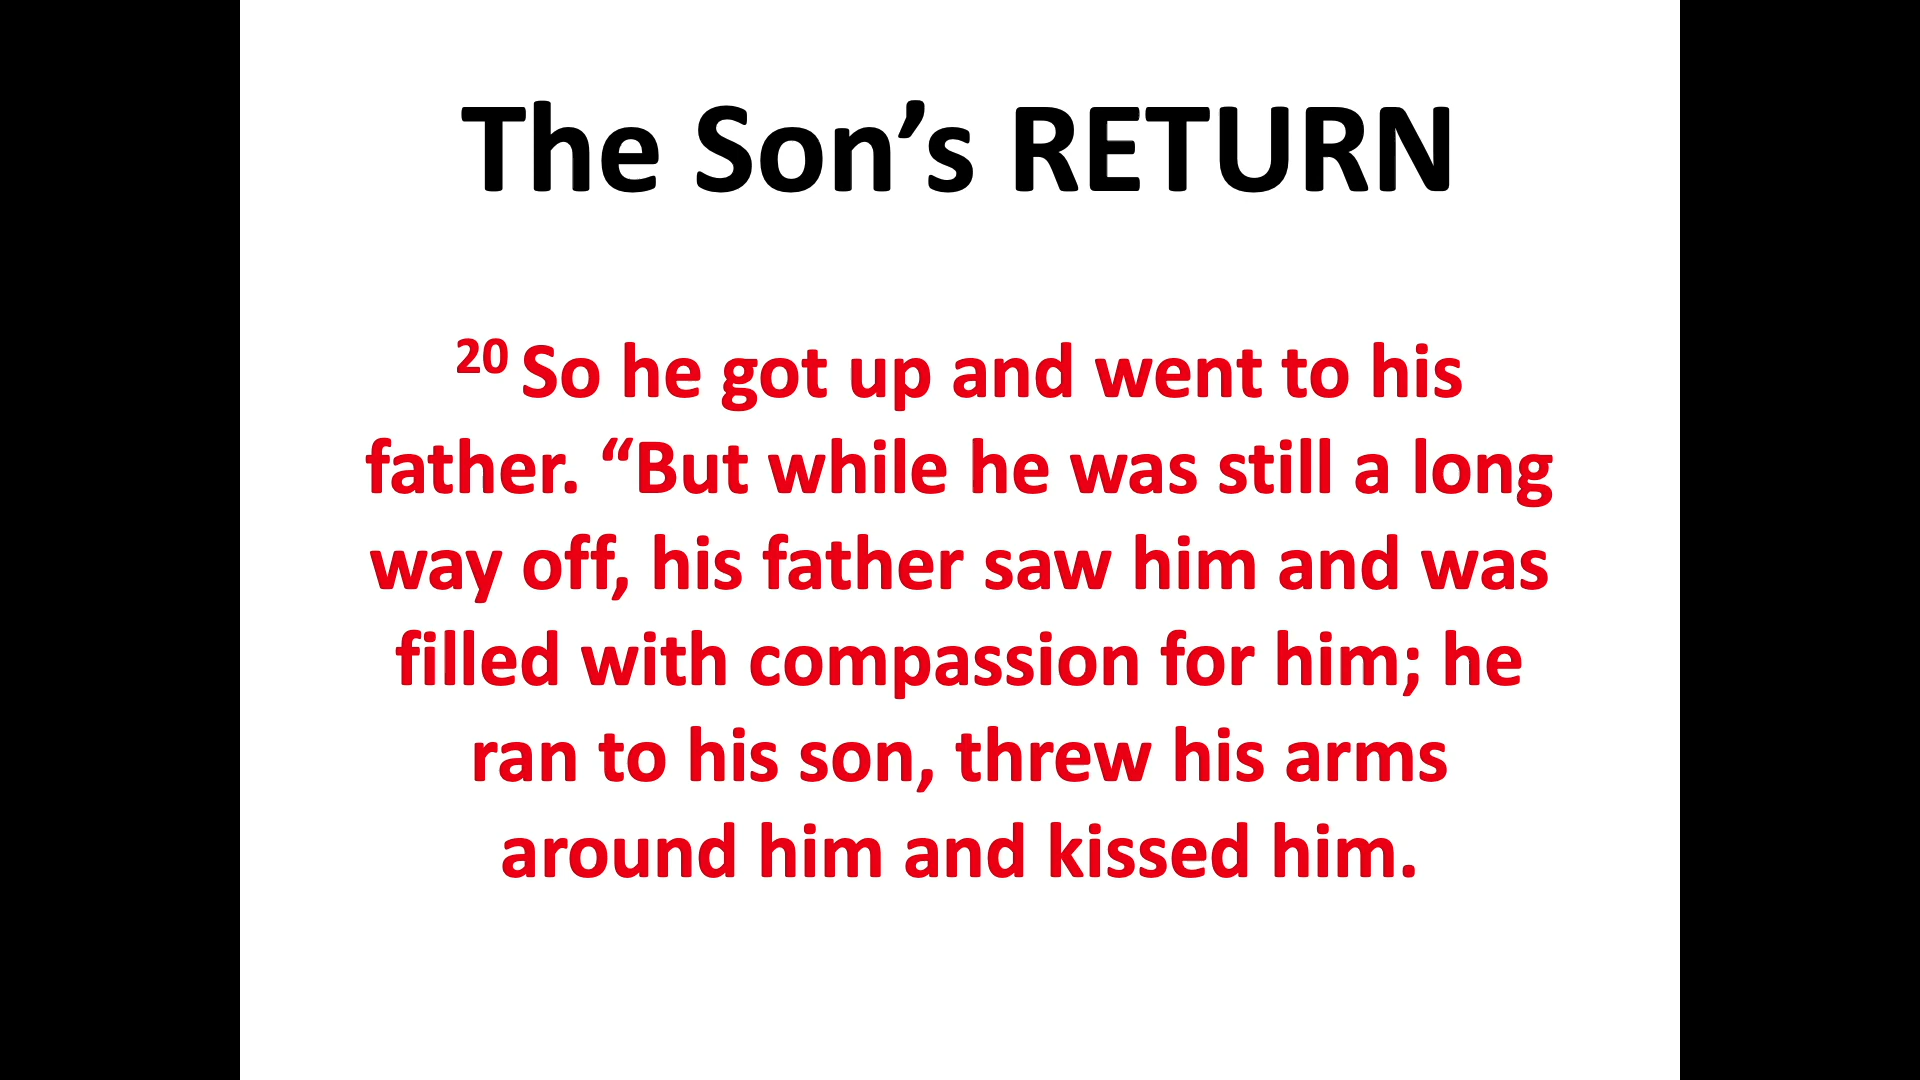 The Son’s RETURN
20 So he got up and went to his
father. “But while he was still a long
way off, his father saw him and was
filled with compassion for him; he
ran to his son, threw his arms
around him and kissed him.